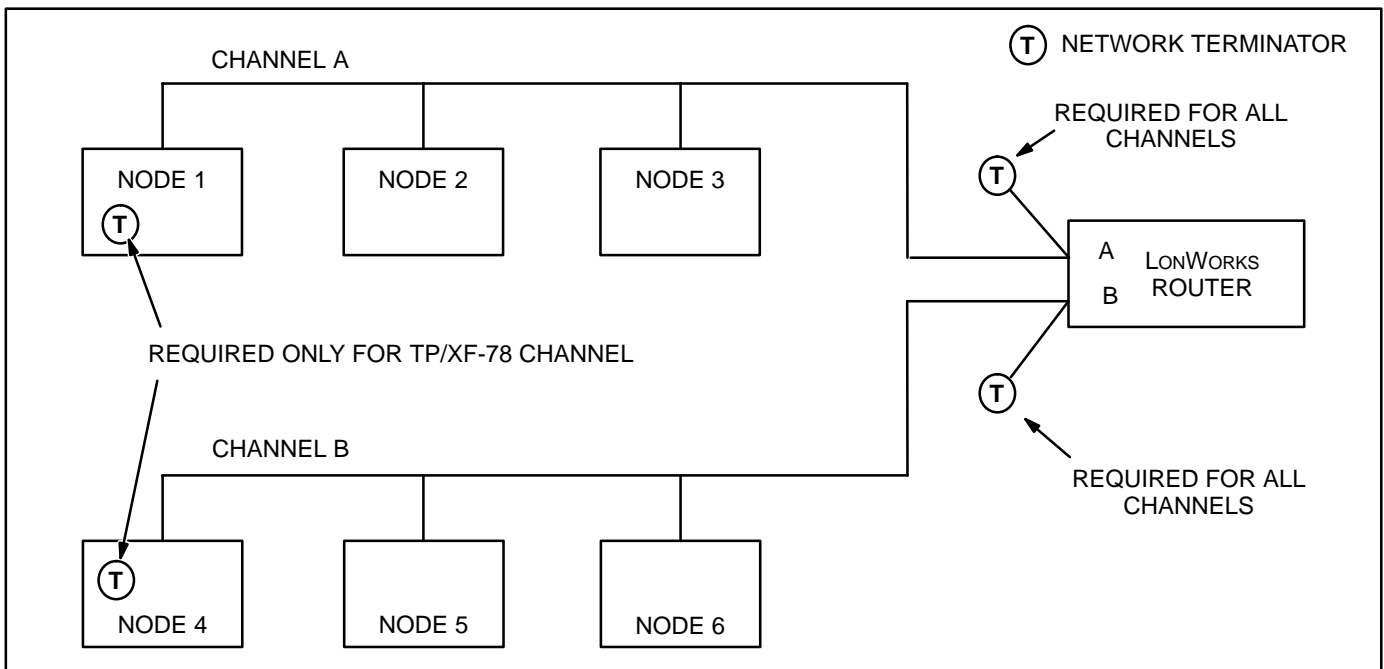 T NETWORK TERMINATOR
CHANNEL A
REQUIRED FOR ALL
CHANNELS
T
NODE 1
NODE 2
NODE 3
T
A
LONWORKS
ROUTER
B
REQUIRED ONLY FOR TP/XF-78 CHANNEL
T
CHANNEL B
REQUIRED FOR ALL
CHANNELS
T
NODE 4
NODE 5
NODE 6